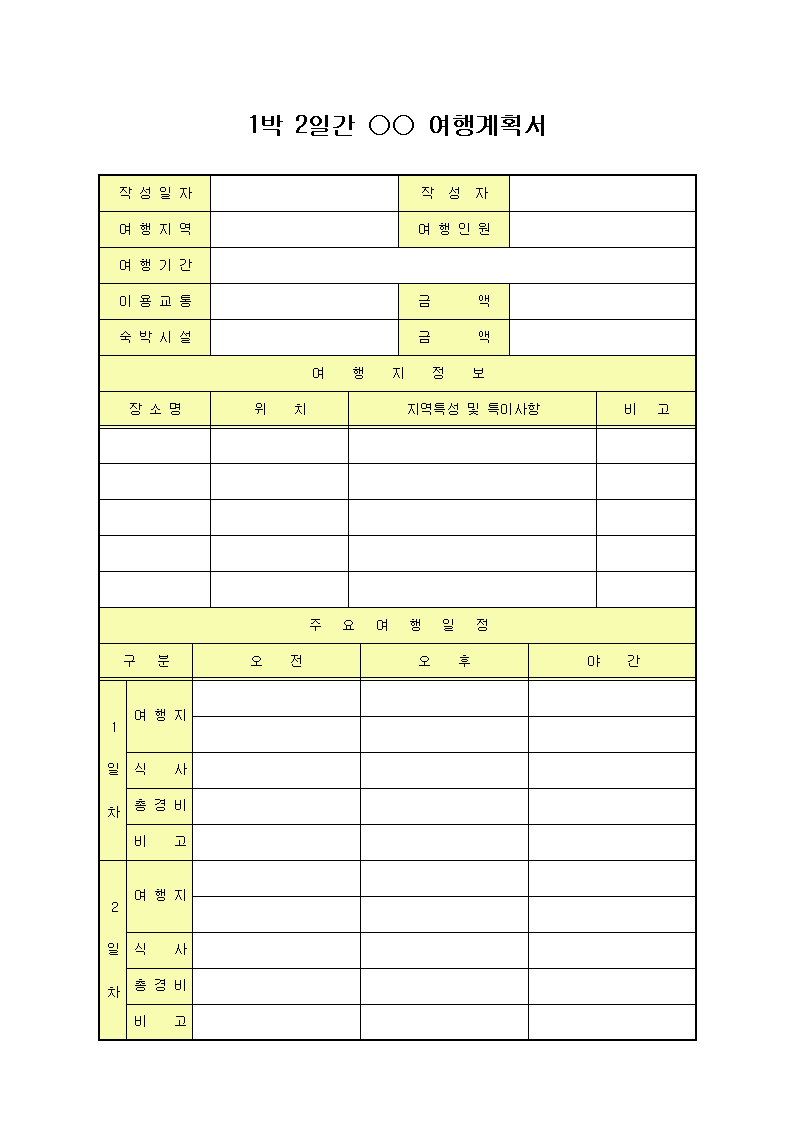 1박 2일간 ○○ 여행계획서
작 성 일 자 작 성 자
여 행 지 역 여 행 인 원
여 행 기 간
이 용 교 통 금 액
숙 박 시 설 금 액
여 행 지 정 보
장 소 명 위 치 지역특성 및 특이사항 비 고
주 요 여 행 일 정
구 분 오 전 오 후 야 간
1
일
차
여 행 지
식 사
총 경 비
비 고
2
일
차
여 행 지
식 사
총 경 비
비 고